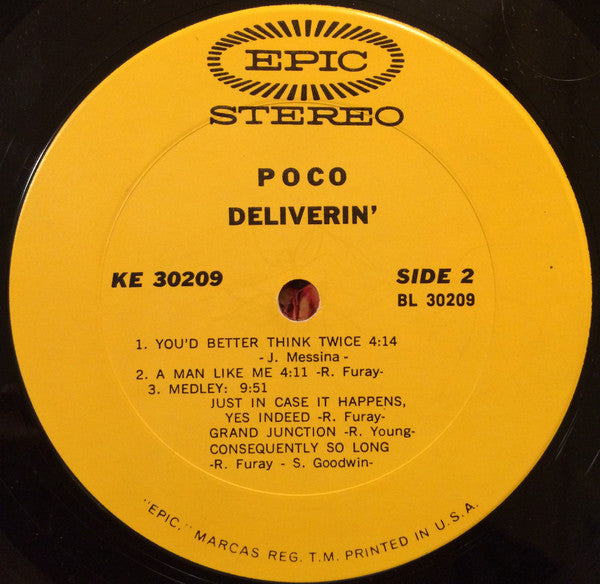 EPIC
STEREO
POCO
DELIVERIN'
KE 30209
SIDE 2
BL 30209
1. YOU'D BETTER THINK TWICE 4:14
- J. Messina -
2. A MAN LIKE ME 4:11 -R. Furay-
3. MEDLEY: 9:51
JUST IN CASE IT HAPPENS,
YES INDEED -R. Furay-
GRAND JUNCTION -R. Young-
CONSEQUENTLY SO LONG
-R. Furay - S. Goodwin-
"EPIC," MARCAS REG. T.M. PRINTED IN U.S.A.